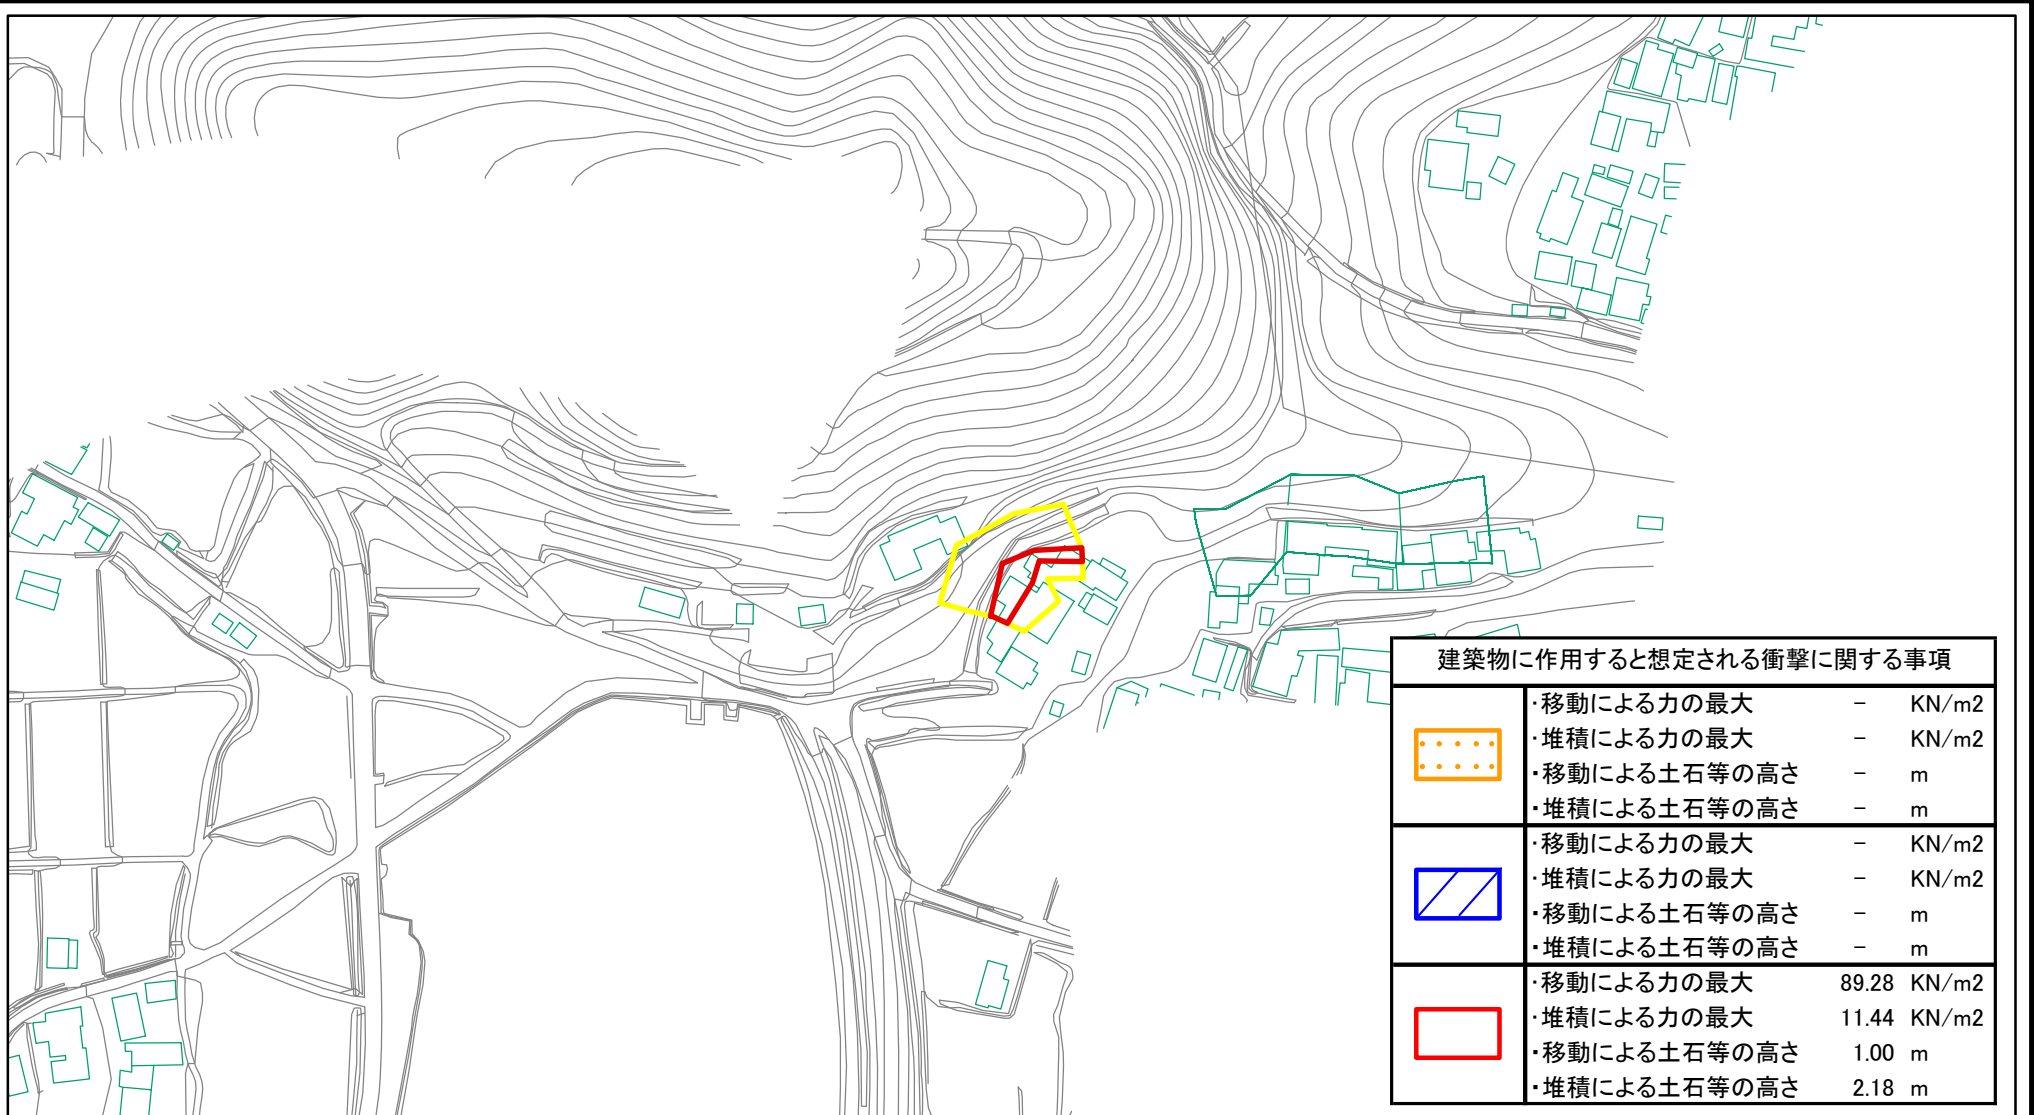 建築物に作用すると想定される衝撃に関する事項
・移動による力の最大 － KN/m2
・堆積による力の最大 － KN/m2
・移動による土石等の高さ － m
・堆積による土石等の高さ － m
・移動による力の最大 － KN/m2
・堆積による力の最大 － KN/m2
・移動による土石等の高さ － m
・堆積による土石等の高さ － m
・移動による力の最大 89.28 KN/m2
・堆積による力の最大 11.44 KN/m2
・移動による土石等の高さ 1.00 m
・堆積による土石等の高さ 2.18 m